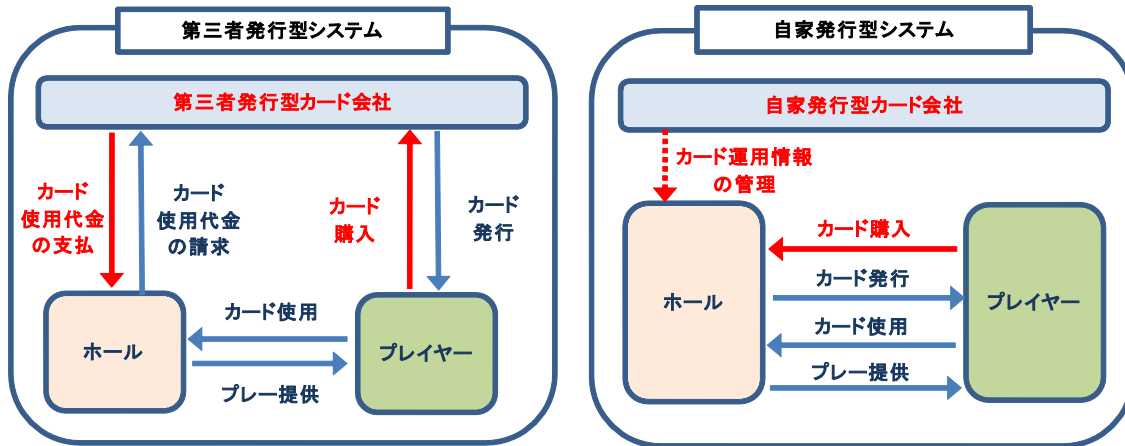 第三者発行型システム
第三者発行型カード会社
カード
使用代金
の支払
カード
使用代金
の請求
カード
購入
カード
発行
ホール
カード使用
プレー提供
プレイヤー
自家発行型システム
自家発行型カード会社
カード運用情報
の管理
ホール
カード購入
カード発行
カード使用
プレー提供
プレイヤー